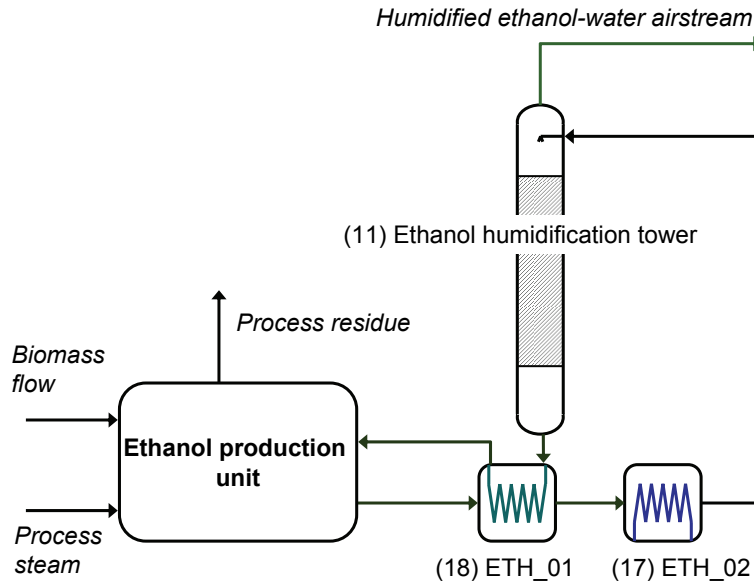 Humidified ethanol-water airstream
(11) Ethanol humidification tower
Process residue
Biomass
flow
Ethanol production
unit
Process
steam
(18) ETH_01
(17) ETH_02